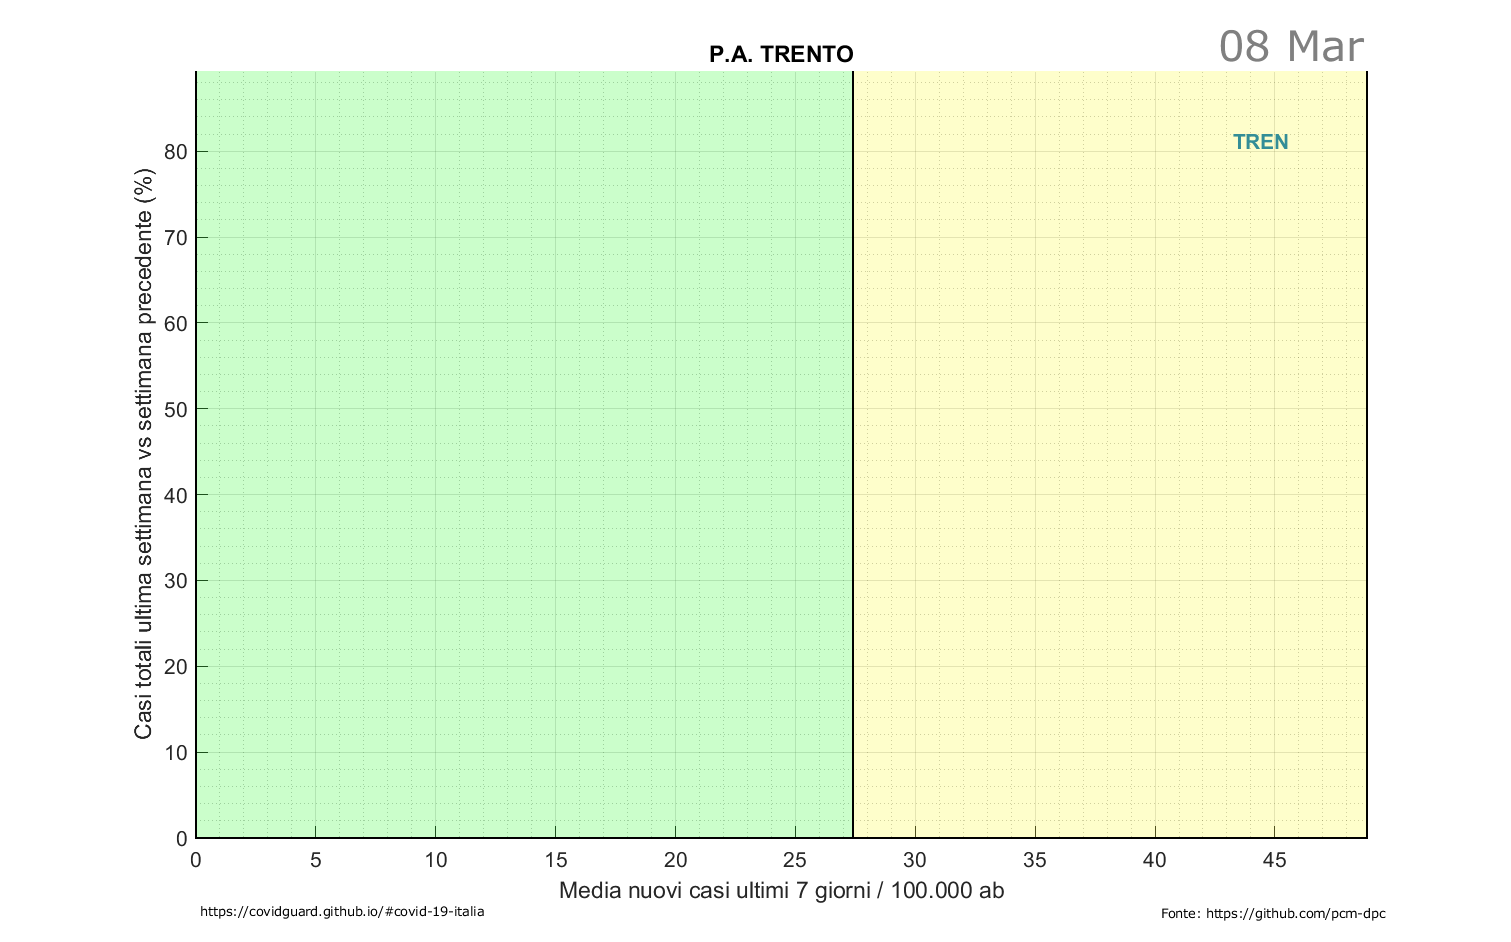 08 Mar
P.A. TRENTO
TREN
Casi totali ultima settimana vs settimana precedente (%)
80
70
60
50
40
30
20
10
0
0 5 10 15 20 25 30 35 40 45
Media nuovi casi ultimi 7 giorni / 100.000 ab
https://covidguard.github.io/#covid-19-italia
Fonte: https://github.com/pcm-dpc